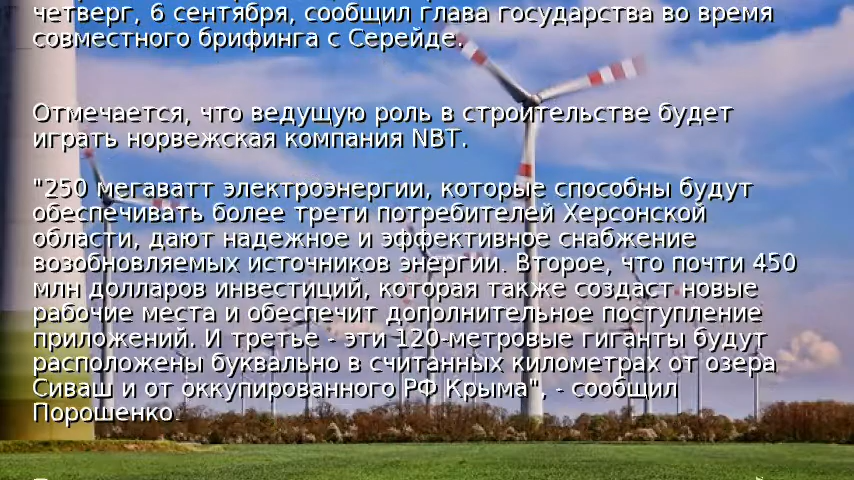 четверг, 6 сентября, сообщил глава государства во время
совместного брифинга с Серейде.
Отмечается, что ведущую роль в строительстве будет
играть норвежская компания NBT.
"250 мегаватт электроэнергии, которые способны будут
обеспечивать более трети потребителей Херсонской
области, дают надежное и эффективное снабжение
возобновляемых источников энергии. Второе, что почти 450
млн долларов инвестиций, которая также создаст новые
рабочие места и обеспечит дополнительное поступление
приложений. И третье - эти 120-метровые гиганты будут
расположены буквально в считанных километрах от озера
Сиваш и от оккупированного РФ Крыма", - сообщил
Порошенко.